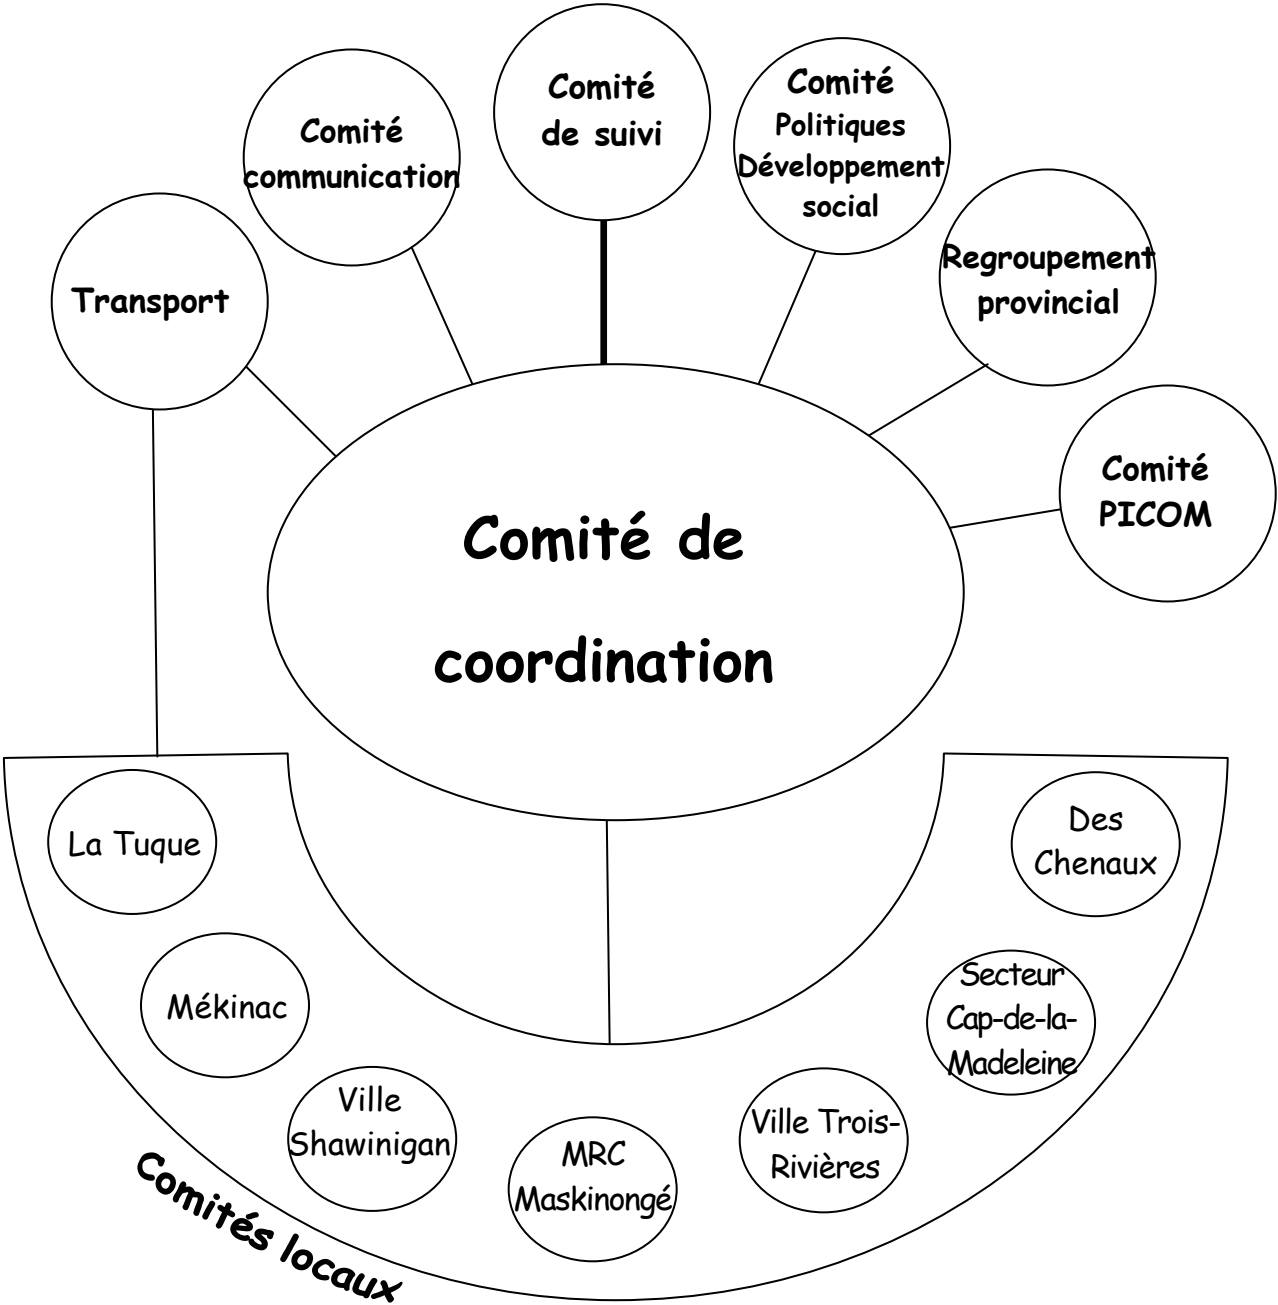 Comité
de suivi
Comité
Politiques
Développement
social
Comité
communication
Regroupement
provincial
Transport
Comité
PICOM
Comité de
coordination
La Tuque
Des
Chenaux
Mékinac
Secteur
Cap-de-la-
Madeleine
Ville
Shawinigan
MRC
Maskinongé
Ville Trois-
Rivières
Comités locaux